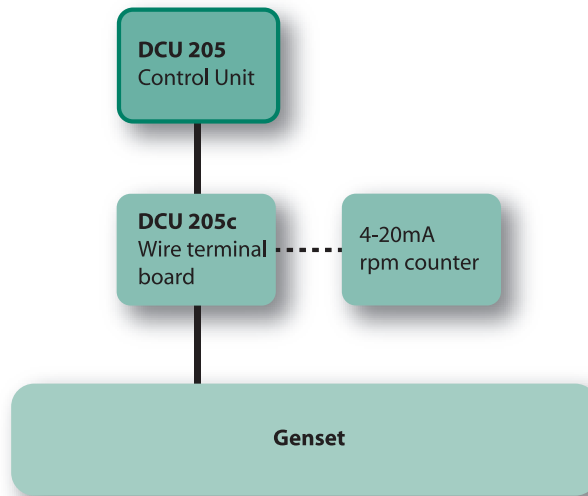 DCU 205
Control Unit
DCU 205c
Wire terminal
board
4-20mA
rpm counter
Genset